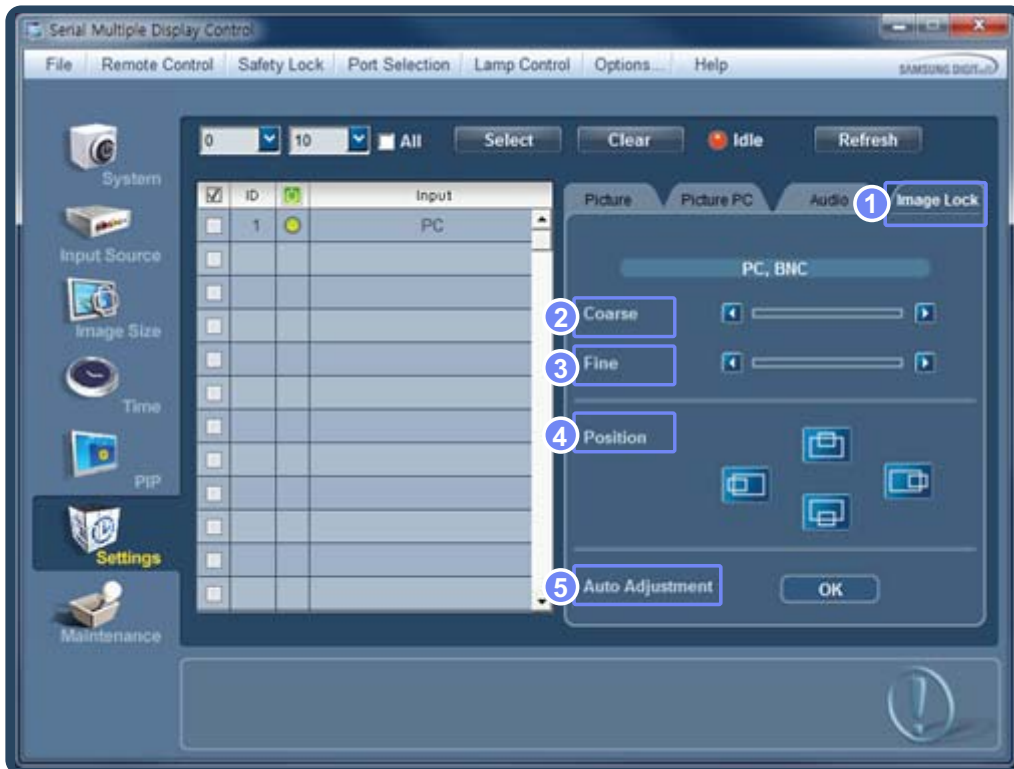 Serial Multiple Display Control
File Remote Control Safety Lock Port Selection Lamp Control Options... Help SAMSUNG DIGIT...
0 10 All Select Clear Idle Refresh
System
Input Source
Image Size
Time
PIP
Settings
Maintenance
ID Input
1 PC
Picture Picture PC Audio 1 Image Lock
PC, BNC
2 Coarse
3 Fine
4 Position
5 Auto Adjustment OK